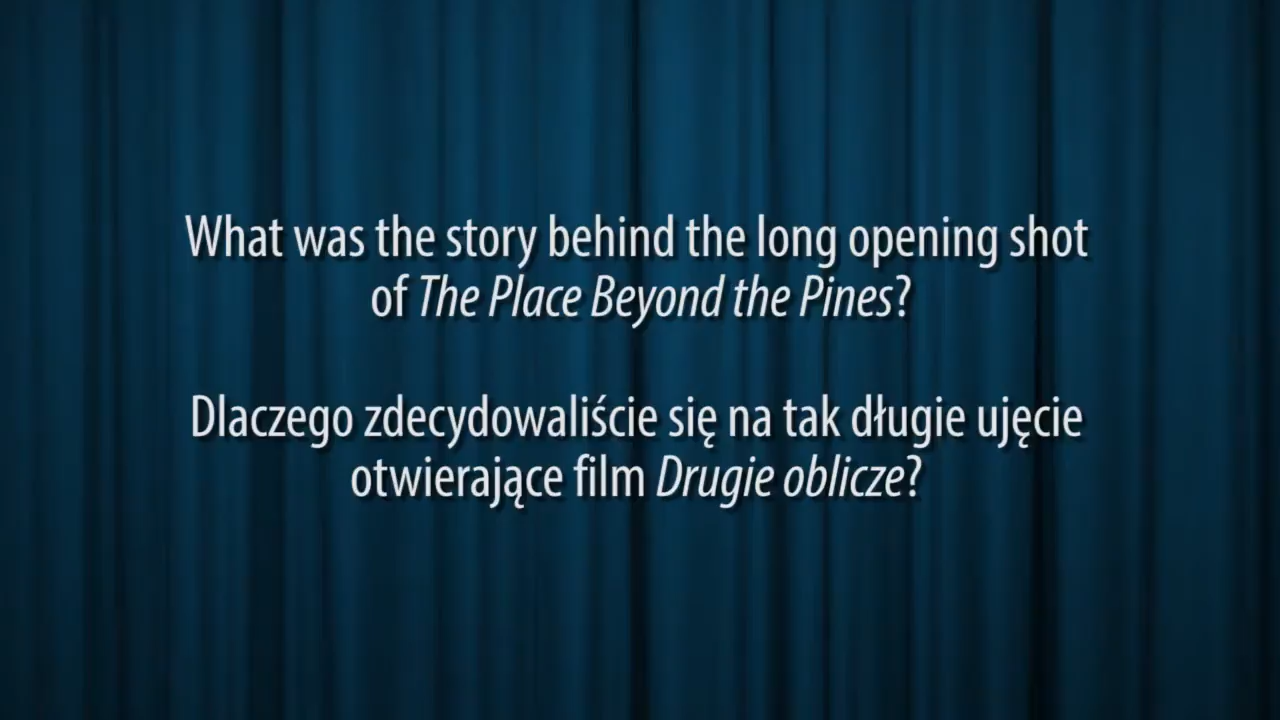 What was the story behind the long opening shot
of The Place Beyond the Pines?
Dlaczego zdecydowaliście się na tak długie ujęcie
otwierające film Drugie oblicze?